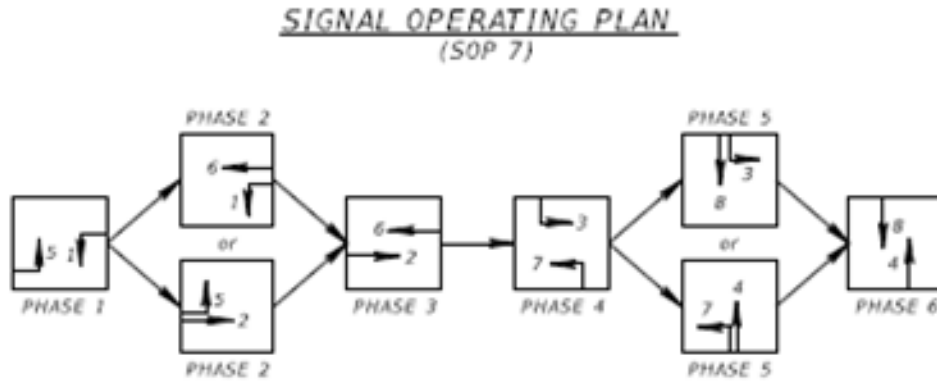 SIGNAL OPERATING PLAN
(SOP 7)
PHASE 2
PHASE 5
6
1
3
8
5
1
or
6
2
3
7
or
8
4
PHASE 1
5
2
PHASE 3
PHASE 4
7
4
PHASE 6
PHASE 2
PHASE 5